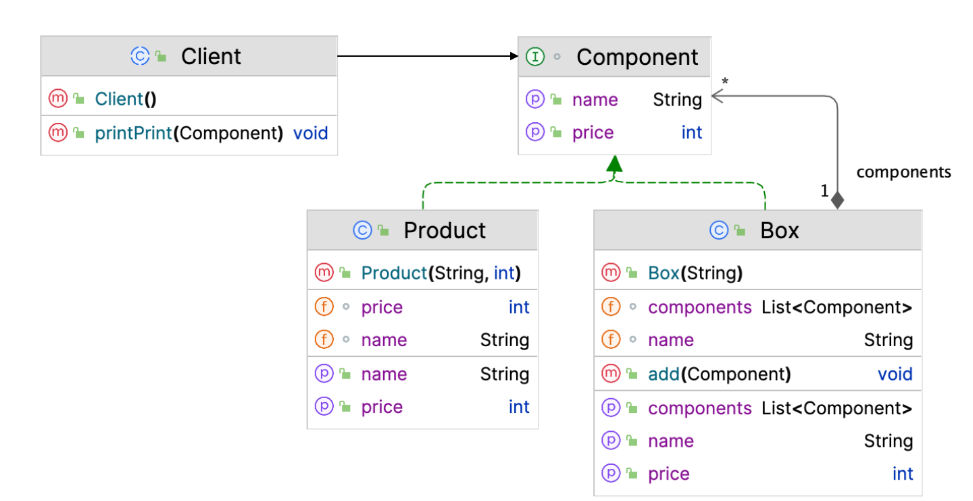 Client
Client()
printPrint(Component) void
Component
name String
price int
*
components
1
Product
Product(String, int)
price int
name String
name String
price int
Box
Box(String)
components List<Component>
name String
add(Component) void
components List<Component>
name String
price int